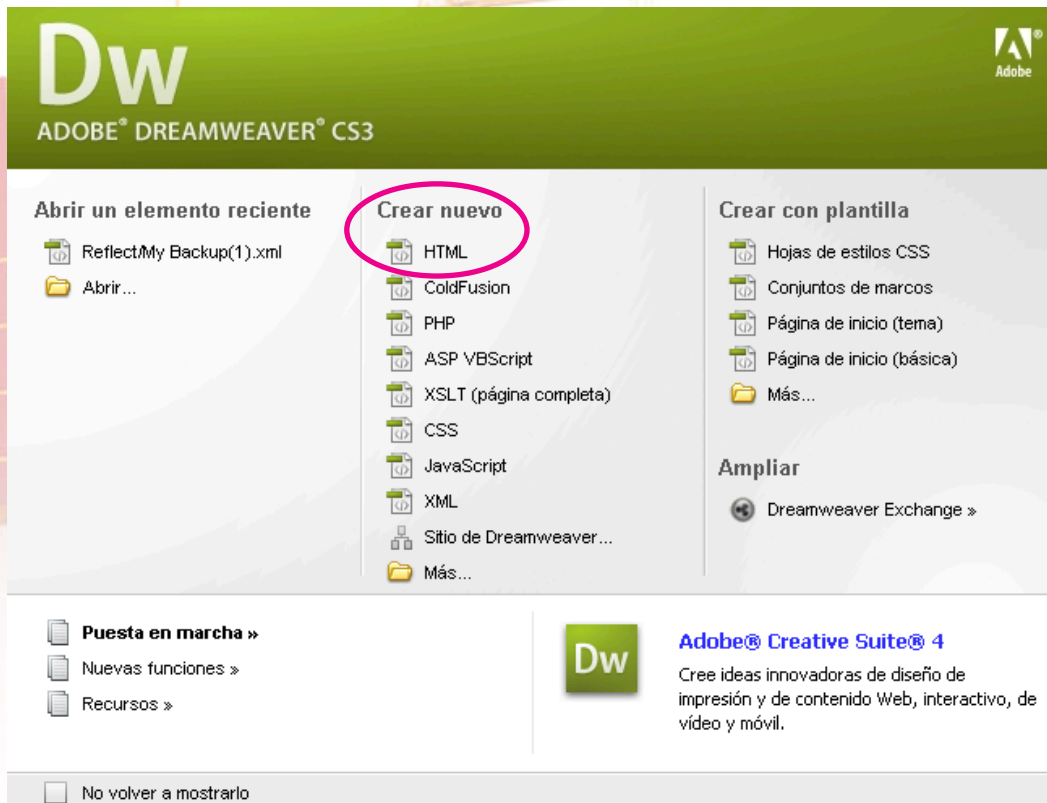 Dw
ADOBE® DREAMWEAVER® CS3
Adobe®
Abrir un elemento reciente
Reflect/My Backup(1).xml
Abrir...
Crear nuevo
HTML
ColdFusion
PHP
ASP VBScript
XSLT (página completa)
CSS
JavaScript
XML
Sitio de Dreamweaver...
Más...
Crear con plantilla
Hojas de estilos CSS
Conjuntos de marcos
Página de inicio (tema)
Página de inicio (básica)
Más...
Ampliar
Dreamweaver Exchange »
Puesta en marcha »
Nuevas funciones »
Recursos »
Dw
Adobe® Creative Suite® 4
Cree ideas innovadoras de diseño de
impresión y de contenido Web, interactivo, de
vídeo y móvil.
No volver a mostrarlo